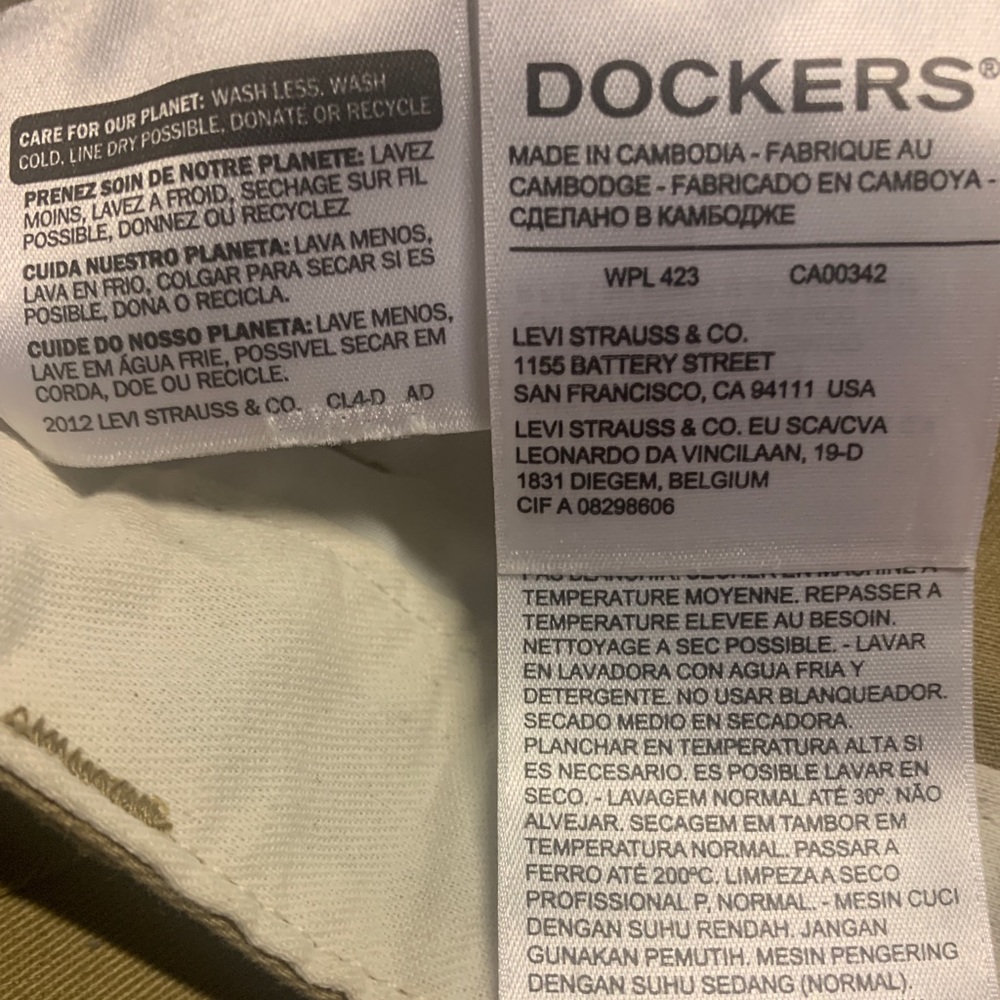 CARE FOR OUR PLANET: WASH LESS, WASH
COLD, LINE DRY POSSIBLE, DONATE OR RECYCLE
PRENEZ SOIN DE NOTRE PLANETE: LAVEZ
MOINS, LAVEZ A FROID, SECHAGE SUR FIL
POSSIBLE, DONNEZ OU RECYCLEZ
CUIDA NUESTRO PLANETA: LAVA MENOS,
LAVA EN FRIO, COLGAR PARA SECAR SI ES
POSIBLE, DONA O RECICLA.
CUIDE DO NOSSO PLANETA: LAVE MENOS,
LAVE EM ÁGUA FRIE, POSSIVEL SECAR EM
CORDA, DOE OU RECICLE.
2012 LEVI STRAUSS & CO. CL4-D AD
DOCKERS®
MADE IN CAMBODIA - FABRIQUE AU
CAMBODGE - FABRICADO EN CAMBOYA -
СДЕПАНО В КАМБОДЖЕ
WPL 423 CA00342
LEVI STRAUSS & CO.
1155 BATTERY STREET
SAN FRANCISCO, CA 94111 USA
LEVI STRAUSS & CO. EU SCA/CVA
LEONARDO DA VINCILAAN, 19-D
1831 DIEGEM, BELGIUM
CIF A 08298606
PAS BLANCHIR. SECHER EN MACHINE A
TEMPERATURE MOYENNE. REPASSER A
TEMPERATURE ELEVEE AU BESOIN.
NETTOYAGE A SEC POSSIBLE. - LAVAR
EN LAVADORA CON AGUA FRIA Y
DETERGENTE. NO USAR BLANQUEADOR.
SECADO MEDIO EN SECADORA.
PLANCHAR EN TEMPERATURA ALTA SI
ES NECESARIO. ES POSIBLE LAVAR EN
SECO. - LAVAGEM NORMAL ATÉ 30º. NÃO
ALVEJAR. SECAGEM EM TAMBOR EM
TEMPERATURA NORMAL. PASSAR A
FERRO ATÉ 200ºC. LIMPEZA A SECO
PROFISSIONAL P. NORMAL. - MESIN CUCI
DENGAN SUHU RENDAH. JANGAN
GUNAKAN PEMUTIH. MESIN PENGERING
DENGAN SUHU SEDANG (NORMAL).